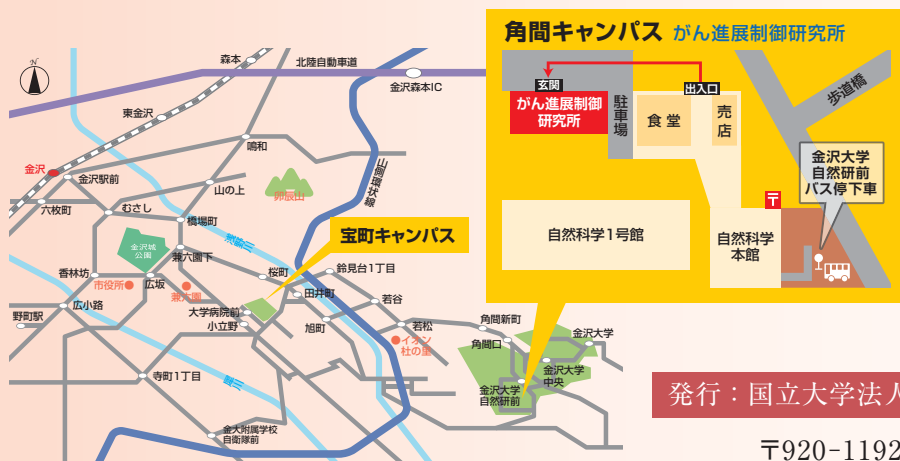 角間キャンパス がん進展制御研究所
玄関
出入口
がん進展制御
研究所
駐車場
食堂
売店
歩道橋
金沢大学
自然研前
バス停下車
自然科学1号館
自然科学
本館
〒
N
森本
北陸自動車道
金沢森本IC
東金沢
鳴和
山側環状線
金沢
金沢駅前
山の上
卯辰山
六枚町
むさし
橋場町
浅野川
宝町キャンパス
金沢城
公園
兼六園下
香林坊
市役所
広坂
兼六園
桜町
鈴見台1丁目
田井町
若谷
大学病院前
小立野
旭町
若松
広小路
野町駅
イオン
杜の里
角間新町
角間口
金沢大学
金沢大学
中央
金沢大学
自然研前
犀川
寺町1丁目
金大附属学校
自衛隊前
発行：国立大学法人
〒920-1192